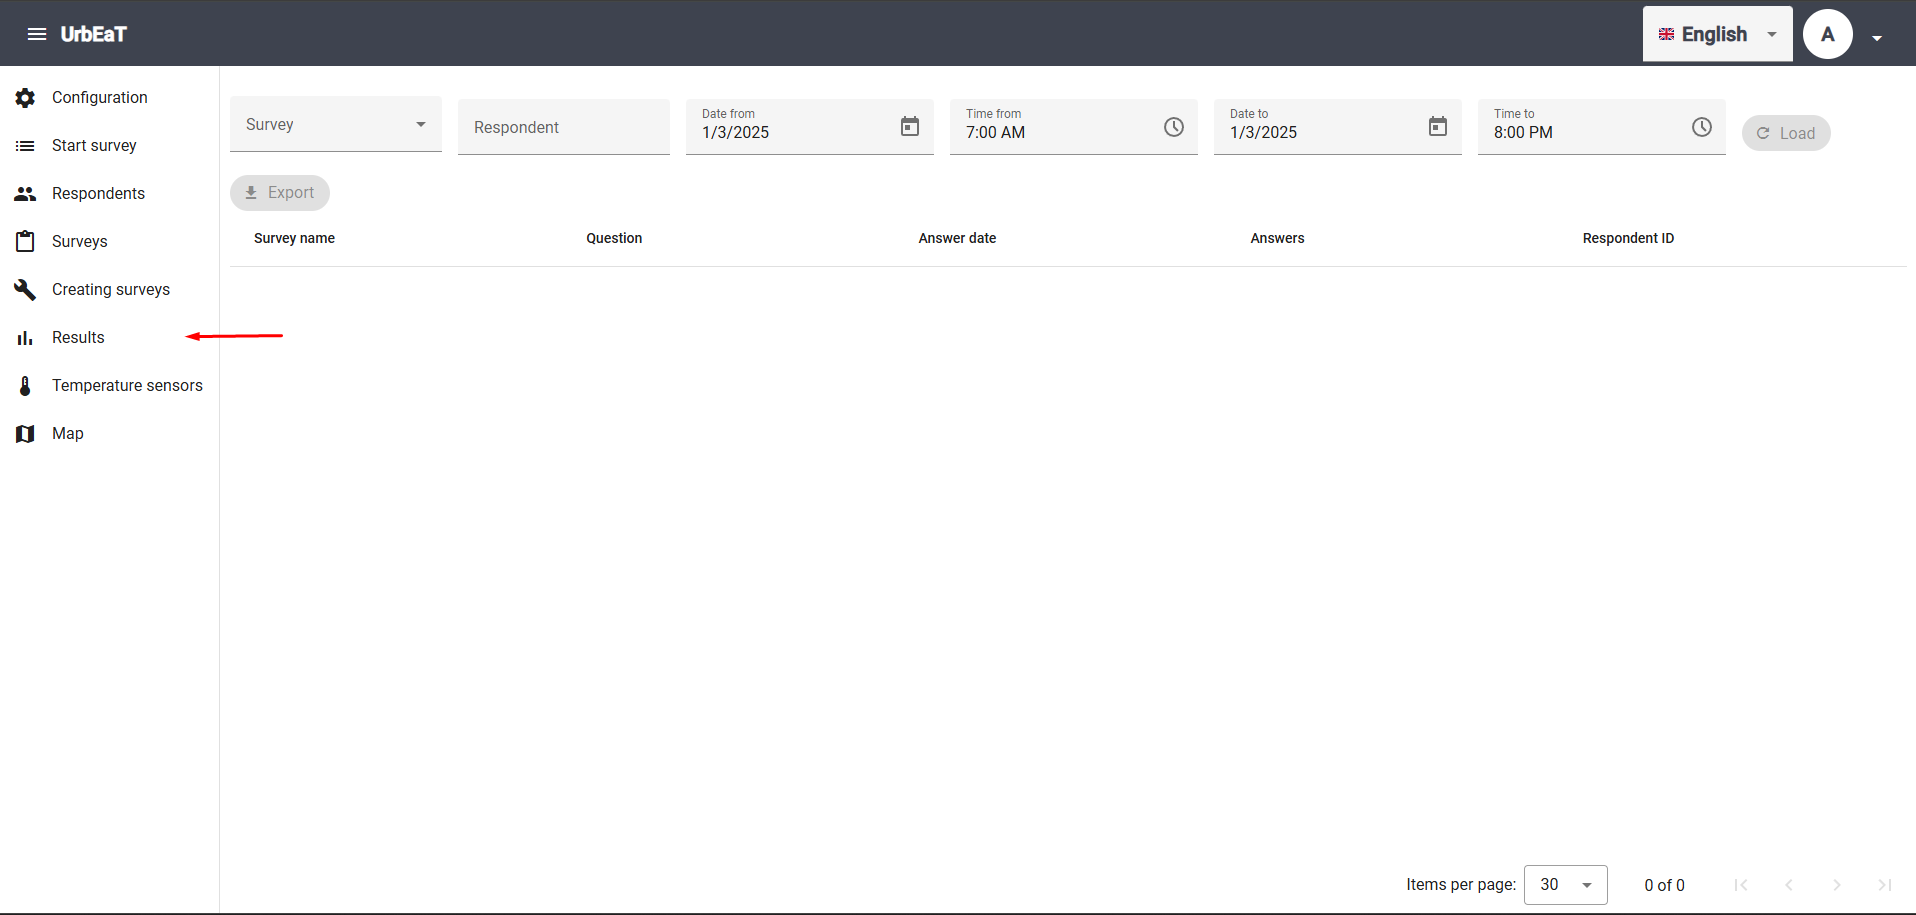 UrbEaT
English
A
Configuration
Start survey
Respondents
Surveys
Creating surveys
Results
Temperature sensors
Map
Survey
Respondent
Date from
1/3/2025
Time from
7:00 AM
Date to
1/3/2025
Time to
8:00 PM
Load
Export
Survey name Question Answer date Answers Respondent ID
Items per page: 30 0 of 0